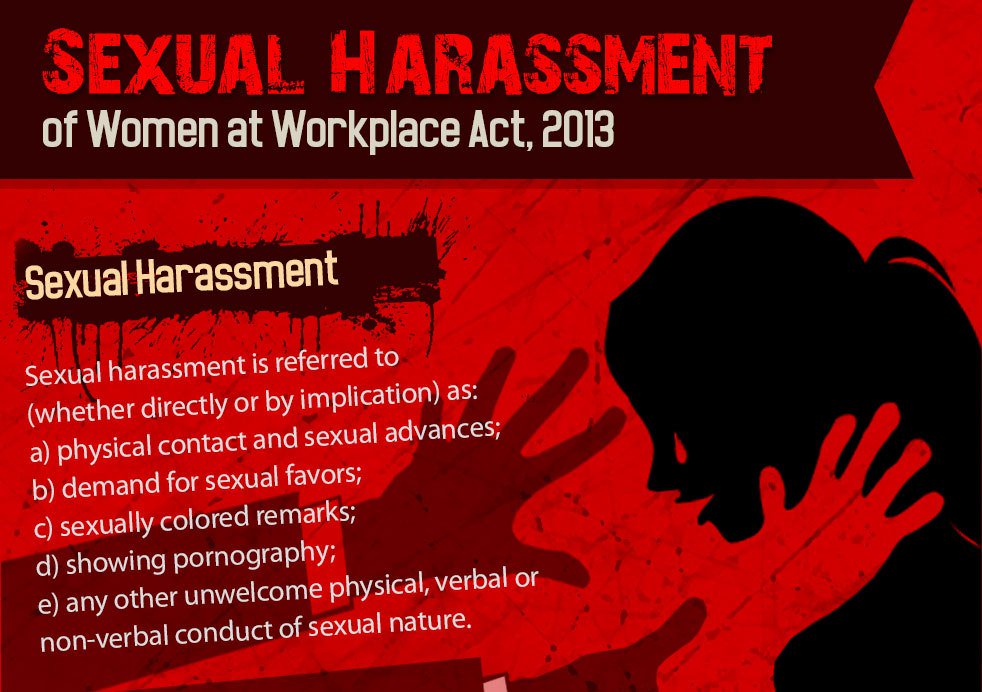 Sexual Harassment
of Women at Workplace Act, 2013
Sexual Harassment
Sexual harassment is referred to
(whether directly or by implication) as:
a) physical contact and sexual advances;
b) demand for sexual favors;
c) sexually colored remarks;
d) showing pornography;
e) any other unwelcome physical, verbal or
non-verbal conduct of sexual nature.